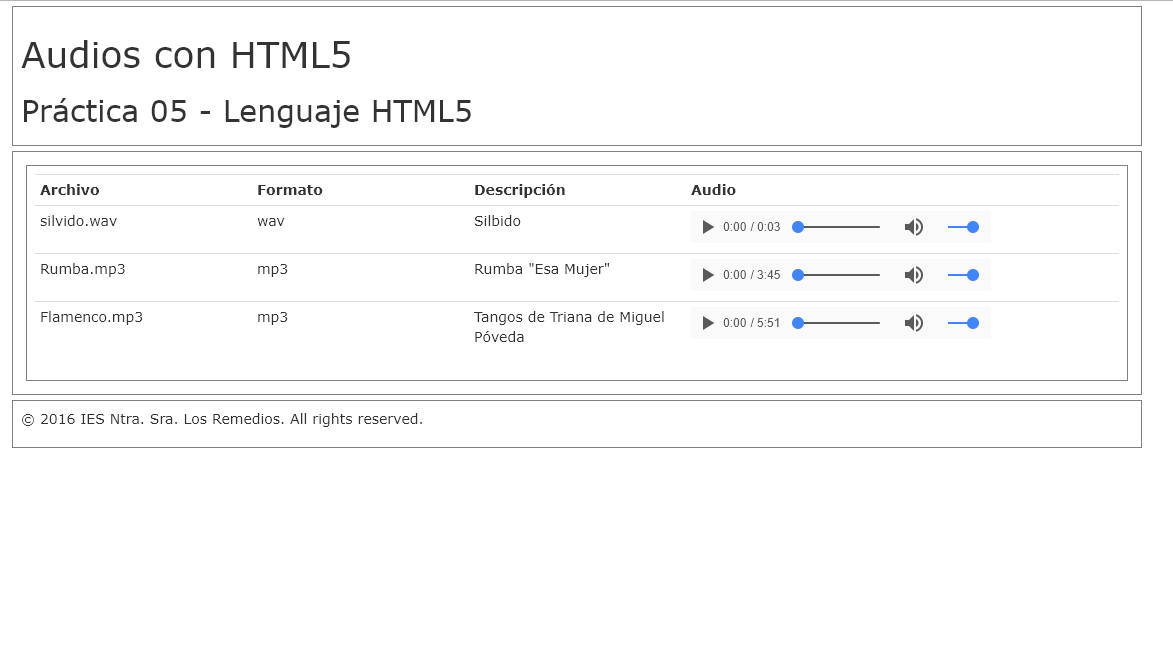 Audios con HTML5
Práctica 05 - Lenguaje HTML5
Archivo Formato Descripción Audio
silvido.wav wav Silbido 0:00 / 0:03
Rumba.mp3 mp3 Rumba "Esa Mujer" 0:00 / 3:45
Flamenco.mp3 mp3 Tangos de Triana de Miguel 0:00 / 5:51
Póveda
© 2016 IES Ntra. Sra. Los Remedios. All rights reserved.